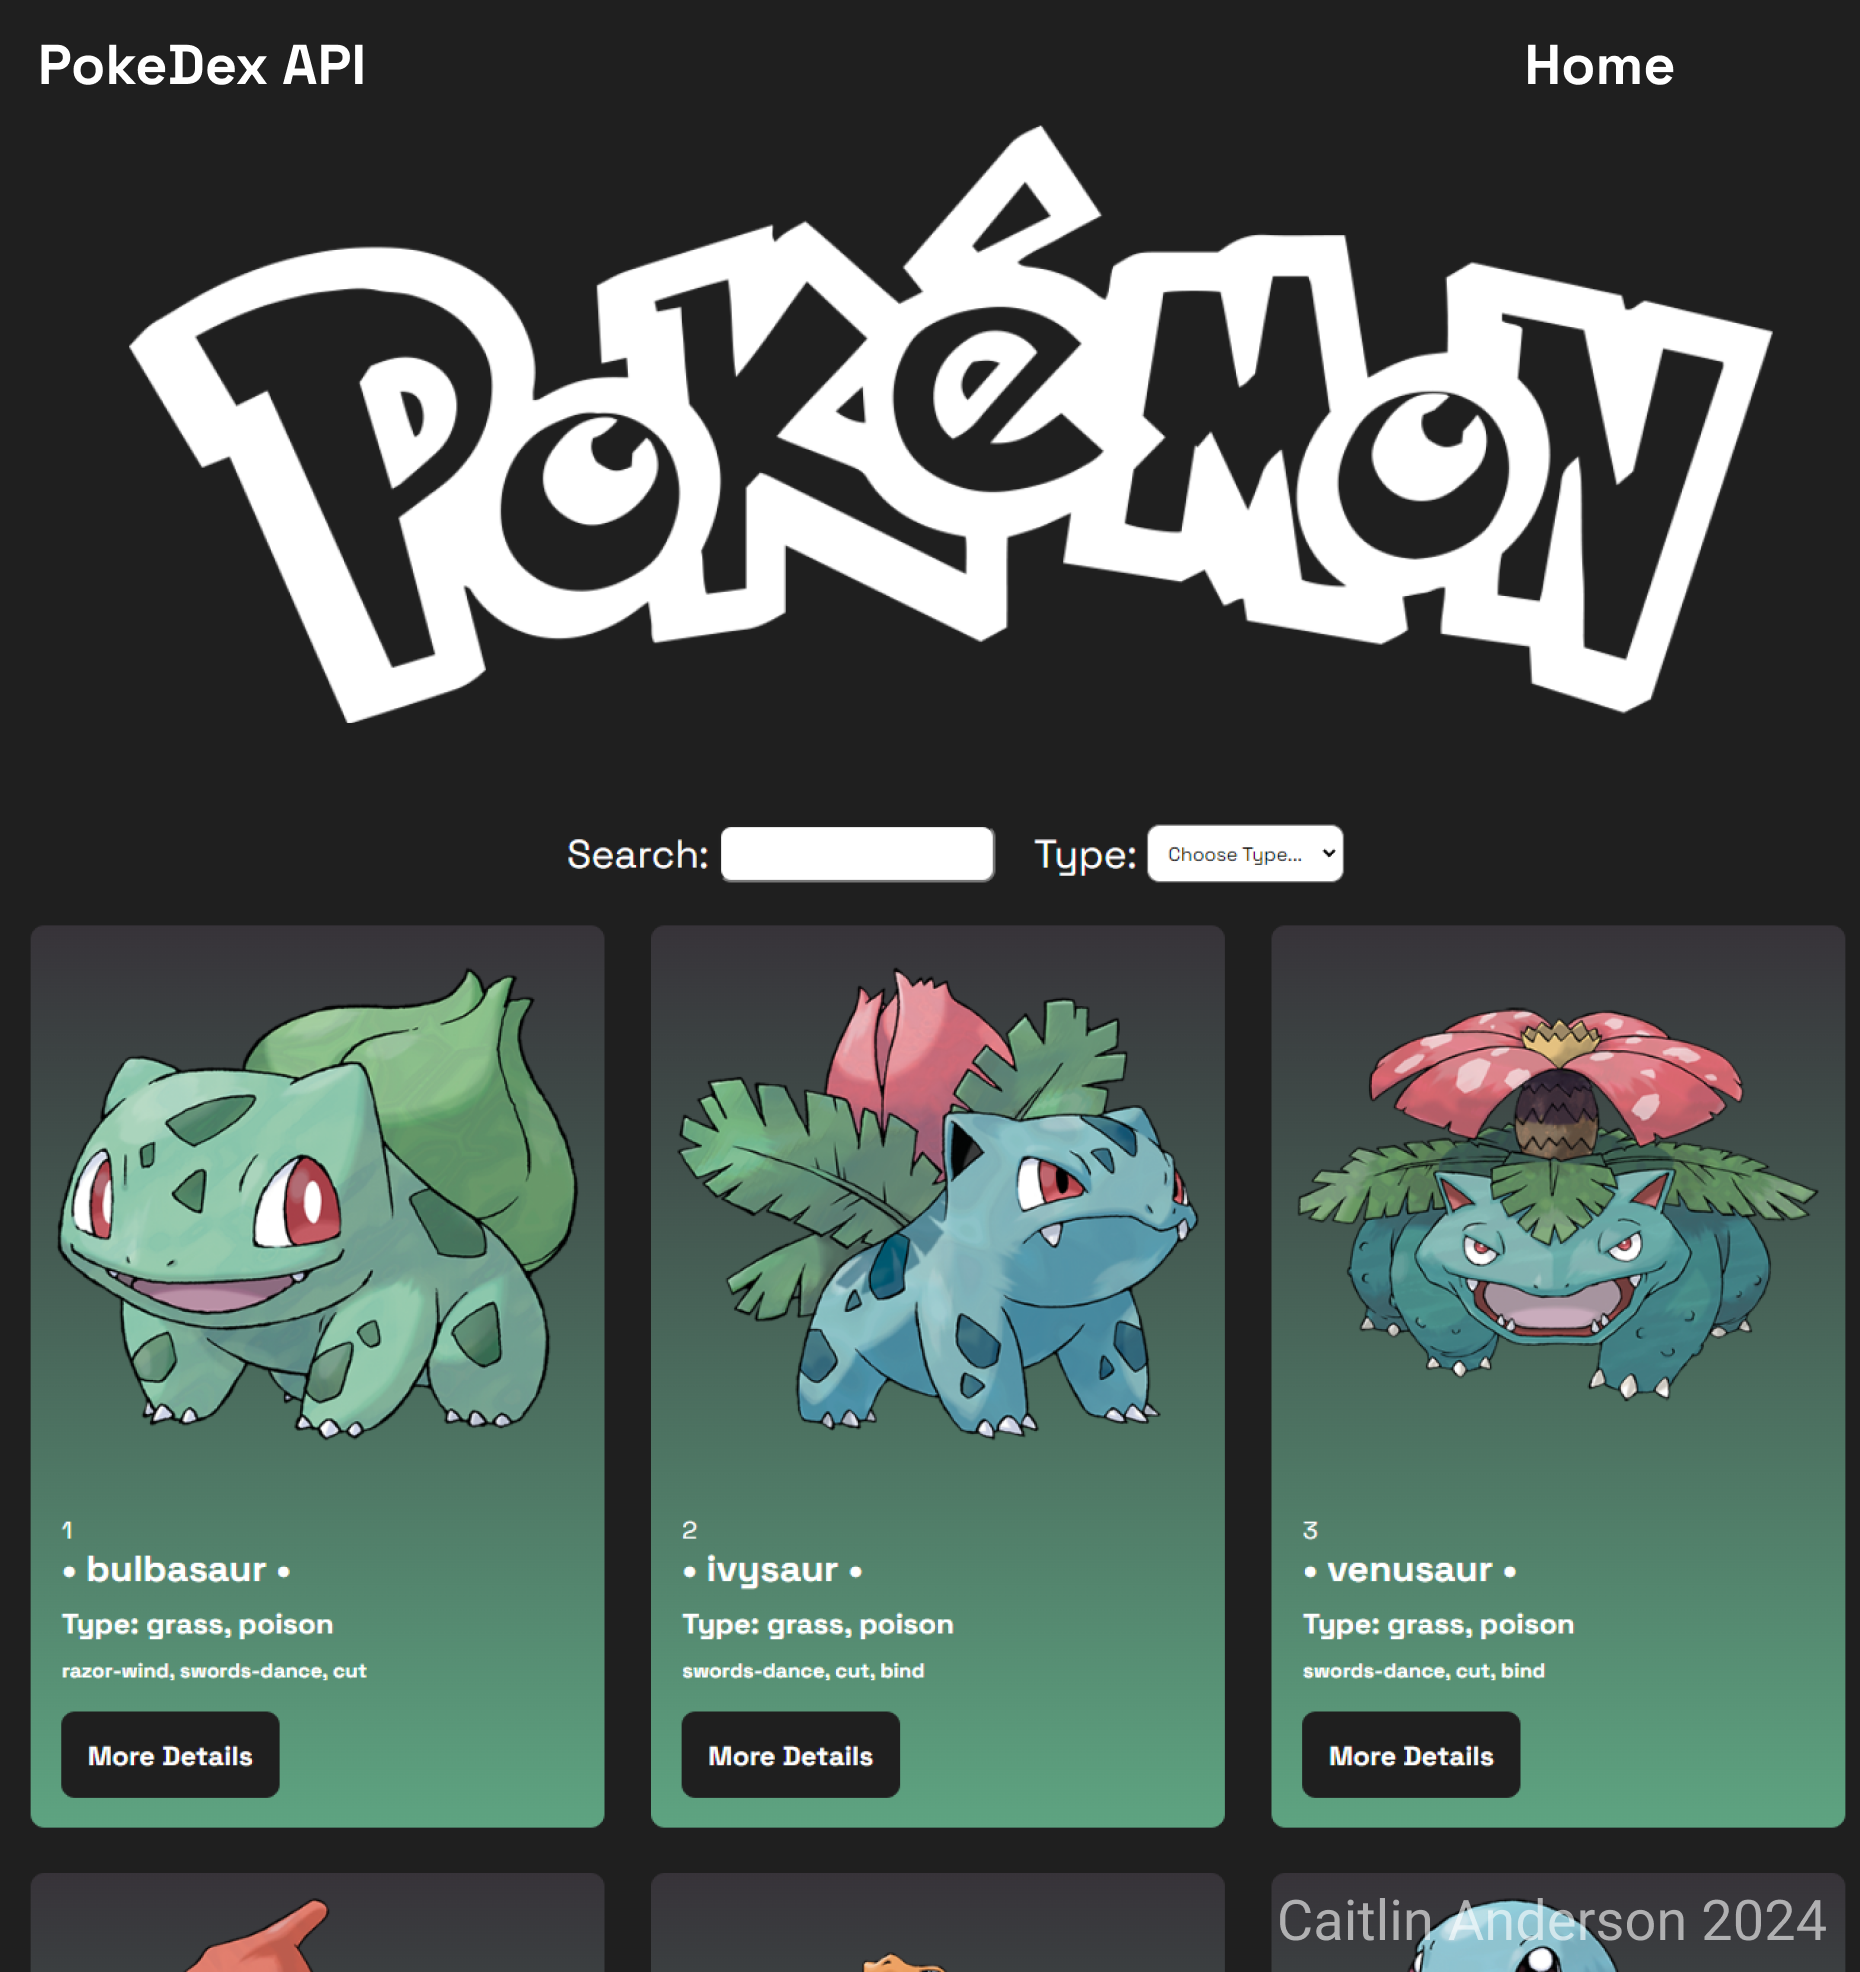 PokeDex API
Home
POKéMON
Search:
Type: Choose Type...
1
• bulbasaur •
Type: grass, poison
razor-wind, swords-dance, cut
More Details
2
• ivysaur •
Type: grass, poison
swords-dance, cut, bind
More Details
3
• venusaur •
Type: grass, poison
swords-dance, cut, bind
More Details
Caitlin Anderson 2024